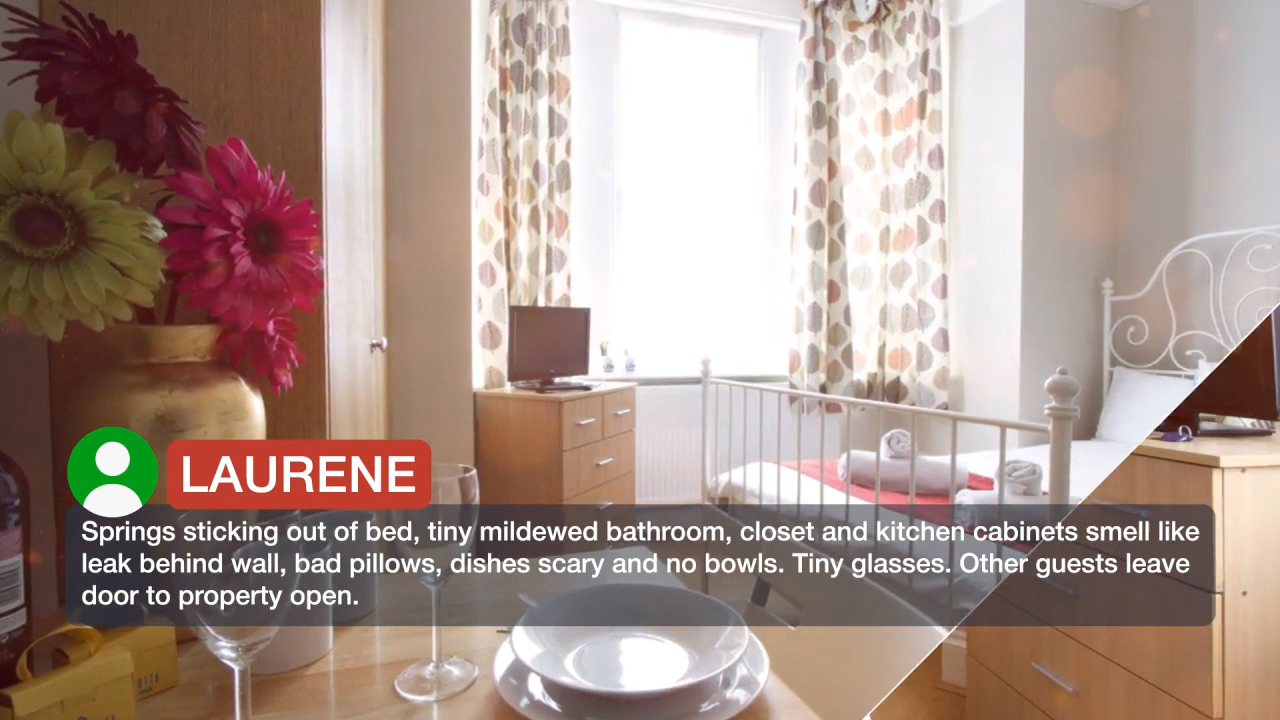 LAURENE
Springs sticking out of bed, tiny mildewed bathroom, closet and kitchen cabinets smell like
leak behind wall, bad pillows, dishes scary and no bowls. Tiny glasses. Other guests leave
door to property open.